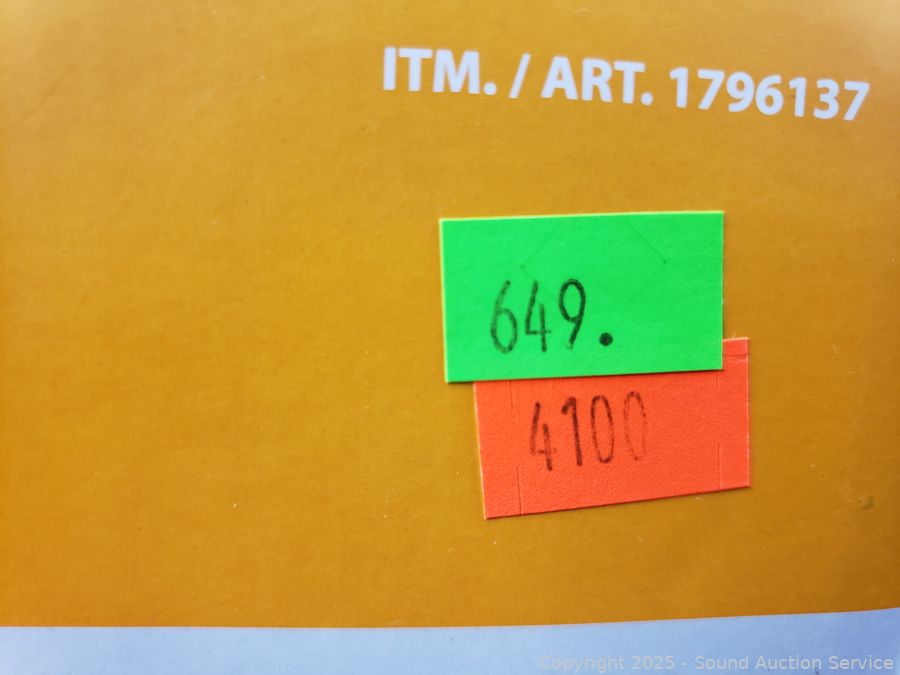 ITM. / ART. 1796137
649.
4100
Copyright 2025 - Sound Auction Service